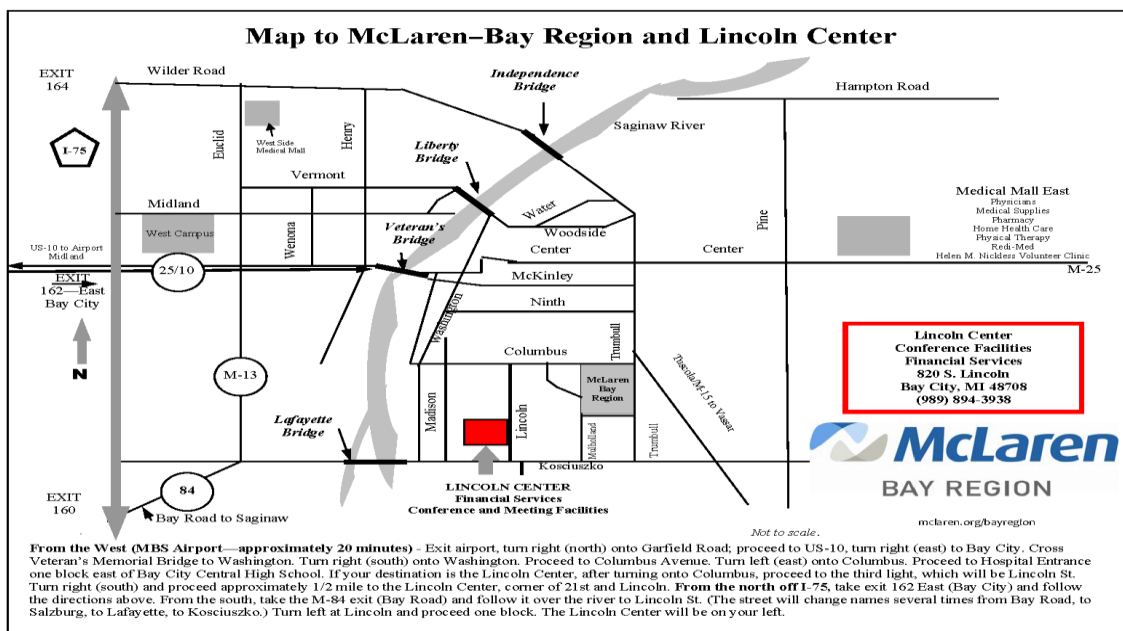 Map to McLaren–Bay Region and Lincoln Center
EXIT
164
Wilder Road
Independence
Bridge
Hampton Road
I-75
Euclid
West Side
Medical Mall
Henry
Liberty
Bridge
Saginaw River
Vermont
Midland
West Campus
Wenona
Veteran's
Bridge
Water
Woodside
Center
Center
Pine
Medical Mall East
Physicians
Medical Supplies
Pharmacy
Home Health Care
Physical Therapy
Redi-Med
Helen M. Nickless Volunteer Clinic
M-25
US-10 to Airport
Midland
25/10
EXIT
162—East
Bay City
McKinley
Ninth
Washington
Columbus
Trumbull
N
M-13
Lafayette
Bridge
Madison
Lincoln
McLaren
Bay
Region
Mulholland
Trumbull
Tuscola/M-15 to Vassar
Kosciuszko
Lincoln Center
Conference Facilities
Financial Services
820 S. Lincoln
Bay City, MI 48708
(989) 894-3938
McLaren
BAY REGION
mclaren.org/bayregion
84
EXIT
160
Bay Road to Saginaw
LINCOLN CENTER
Financial Services
Conference and Meeting Facilities
Not to scale.
From the West (MBS Airport—approximately 20 minutes) - Exit airport, turn right (north) onto Garfield Road; proceed to US-10, turn right (east) to Bay City. Cross
Veteran's Memorial Bridge to Washington. Turn right (south) onto Washington. Proceed to Columbus Avenue. Turn left (east) onto Columbus. Proceed to Hospital Entrance
one block east of Bay City Central High School. If your destination is the Lincoln Center, after turning onto Columbus, proceed to the third light, which will be Lincoln St.
Turn right (south) and proceed approximately 1/2 mile to the Lincoln Center, corner of 21st and Lincoln. From the north off I-75, take exit 162 East (Bay City) and follow
the directions above. From the south, take the M-84 exit (Bay Road) and follow it over the river to Lincoln St. (The street will change names several times from Bay Road, to
Salzburg, to Lafayette, to Kosciuszko.) Turn left at Lincoln and proceed one block. The Lincoln Center will be on your left.